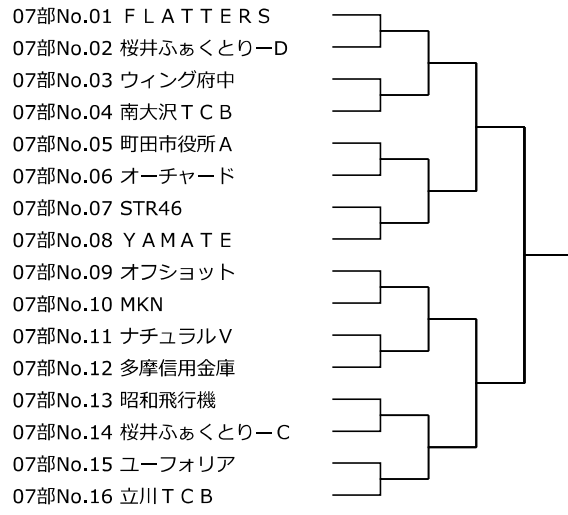 07部No.01 ＦＬＡＴＴＥＲＳ
07部No.02 桜井ふぁくとりーD
07部No.03 ウィング府中
07部No.04 南大沢ＴＣＢ
07部No.05 町田市役所Ａ
07部No.06 オーチャード
07部No.07 STR46
07部No.08 ＹＡＭＡＴＥ
07部No.09 オフショット
07部No.10 MKN
07部No.11 ナチュラルＶ
07部No.12 多摩信用金庫
07部No.13 昭和飛行機
07部No.14 桜井ふぁくとりーＣ
07部No.15 ユーフォリア
07部No.16 立川ＴＣＢ